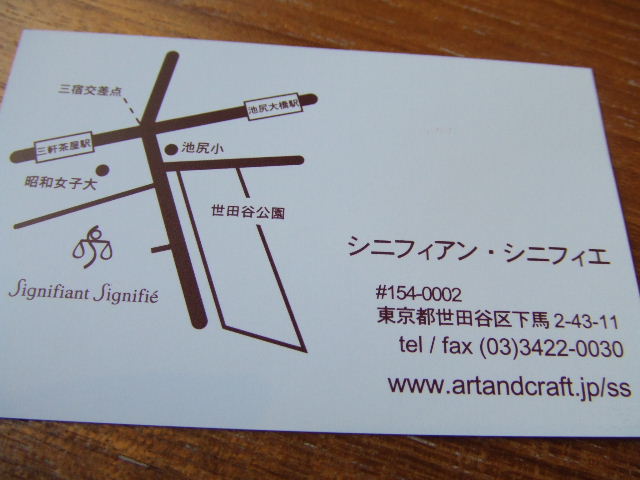 三宿交差点
池尻大橋駅
三軒茶屋駅
池尻小
昭和女子大
世田谷公園
Signifiant Signifié
シニフィアン・シニフィエ
#154-0002
東京都世田谷区下馬 2-43-11
tel / fax (03)3422-0030
www.artandcraft.jp/ss